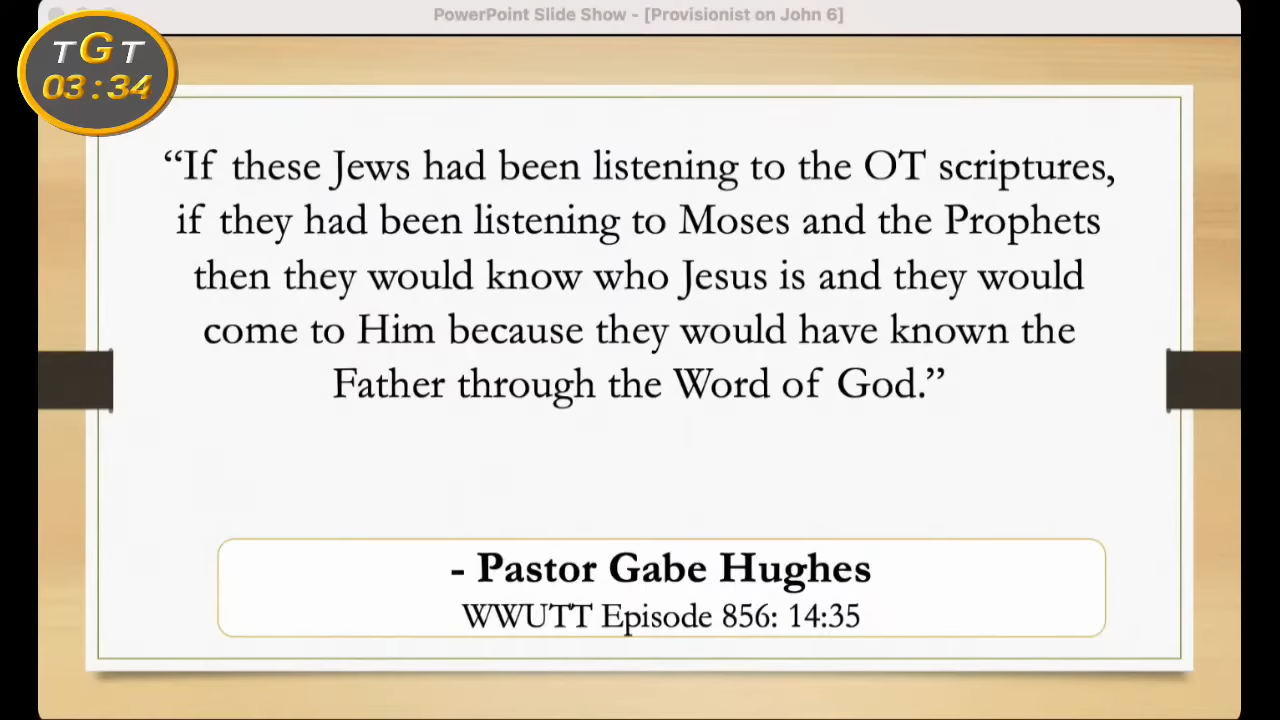 PowerPoint Slide Show - [Provisionist on John 6]
TGT
03:34
“If these Jews had been listening to the OT scriptures,
if they had been listening to Moses and the Prophets
then they would know who Jesus is and they would
come to Him because they would have known the
Father through the Word of God.”
- Pastor Gabe Hughes
WWUTT Episode 856: 14:35